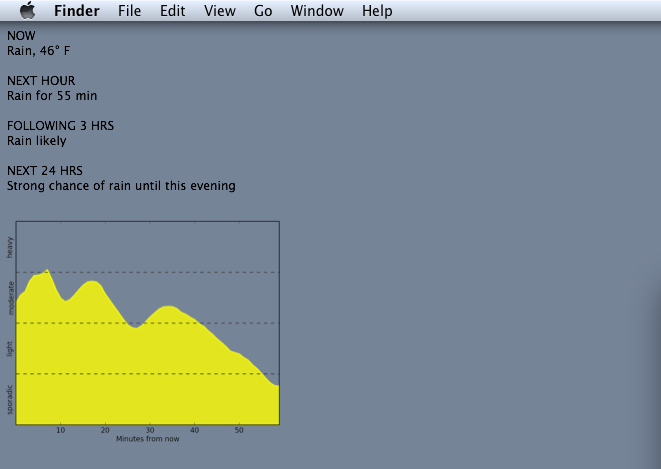 Finder File Edit View Go Window Help
NOW
Rain, 46° F
NEXT HOUR
Rain for 55 min
FOLLOWING 3 HRS
Rain likely
NEXT 24 HRS
Strong chance of rain until this evening
heavy
moderate
light
sporadic
10 20 30 40 50
Minutes from now